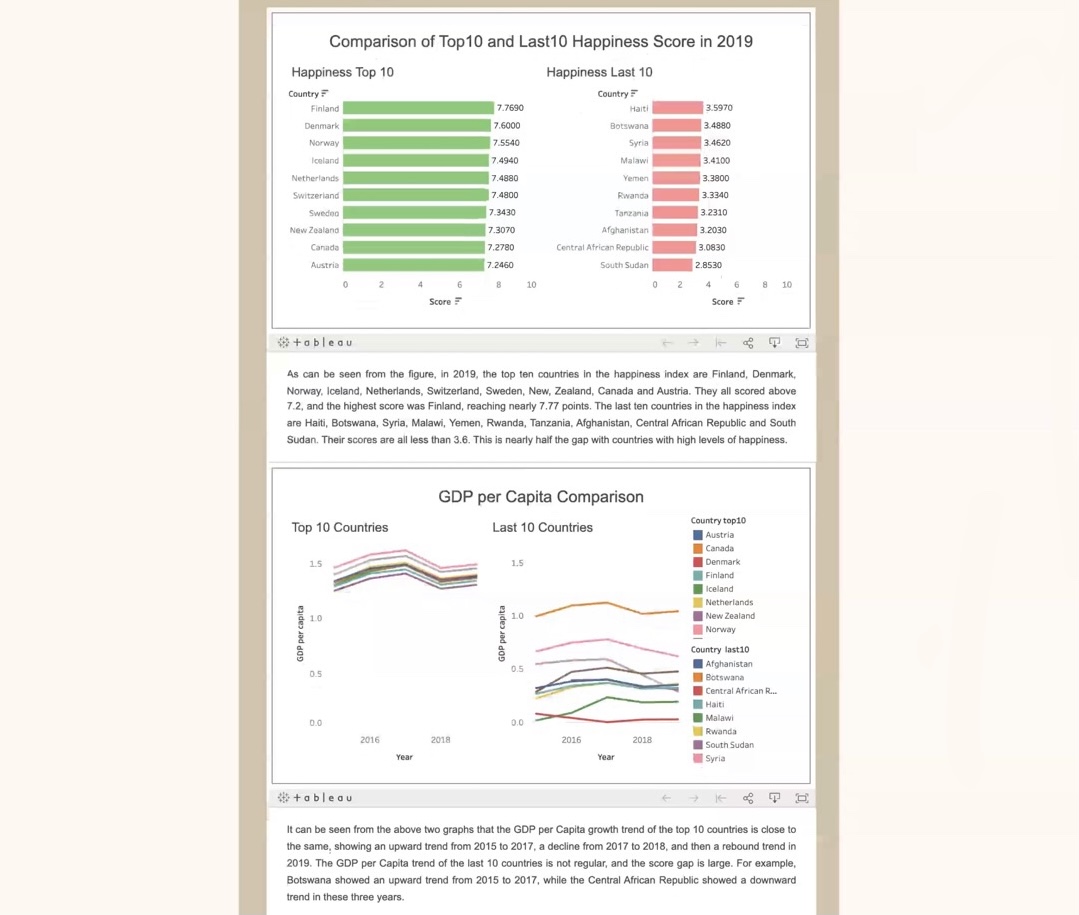 Comparison of Top10 and Last10 Happiness Score in 2019
Happiness Top 10
Country
Finland 7.7690
Denmark 7.6000
Norway 7.5540
Iceland 7.4940
Netherlands 7.4880
Switzerland 7.4800
Sweden 7.3430
New Zealand 7.3070
Canada 7.2780
Austria 7.2460
0 2 4 6 8 10
Score
Happiness Last 10
Country
Haiti 3.5970
Botswana 3.4880
Syria 3.4620
Malawi 3.4100
Yemen 3.3800
Rwanda 3.3340
Tanzania 3.2310
Afghanistan 3.2030
Central African Republic 3.0830
South Sudan 2.8530
0 2 4 6 8 10
Score
+ableau
As can be seen from the figure, in 2019, the top ten countries in the happiness index are Finland, Denmark,
Norway, Iceland, Netherlands, Switzerland, Sweden, New, Zealand, Canada and Austria. They all scored above
7.2, and the highest score was Finland, reaching nearly 7.77 points. The last ten countries in the happiness index
are Haiti, Botswana, Syria, Malawi, Yemen, Rwanda, Tanzania, Afghanistan, Central African Republic and South
Sudan. Their scores are all less than 3.6. This is nearly half the gap with countries with high levels of happiness.
GDP per Capita Comparison
Top 10 Countries
GDP per capita
1.5
1.0
0.5
0.0
2016 2018
Year
Last 10 Countries
GDP per capita
1.5
1.0
0.5
0.0
2016 2018
Year
Country top10
Austria
Canada
Denmark
Finland
Iceland
Netherlands
New Zealand
Norway
Country last10
Afghanistan
Botswana
Central African R...
Haiti
Malawi
Rwanda
South Sudan
Syria
+ableau
It can be seen from the above two graphs that the GDP per Capita growth trend of the top 10 countries is close to
the same, showing an upward trend from 2015 to 2017, a decline from 2017 to 2018, and then a rebound trend in
2019. The GDP per Capita trend of the last 10 countries is not regular, and the score gap is large. For example,
Botswana showed an upward trend from 2015 to 2017, while the Central African Republic showed a downward
trend in these three years.